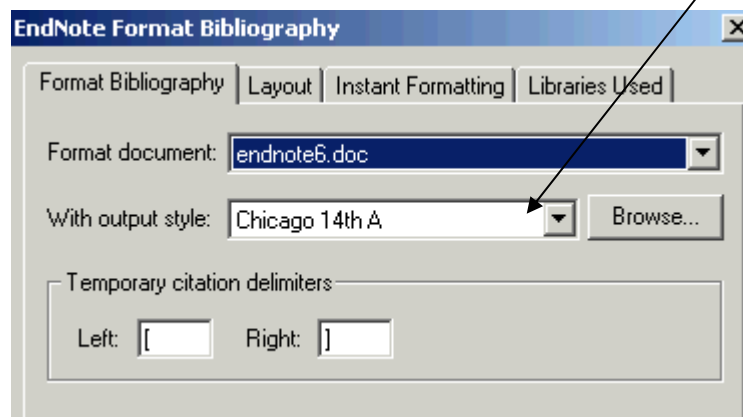 EndNote Format Bibliography
Format Bibliography Layout Instant Formatting Libraries Used
Format document: endnote6.doc
With output style: Chicago 14th A Browse...
Temporary citation delimiters
Left: [ Right: ]